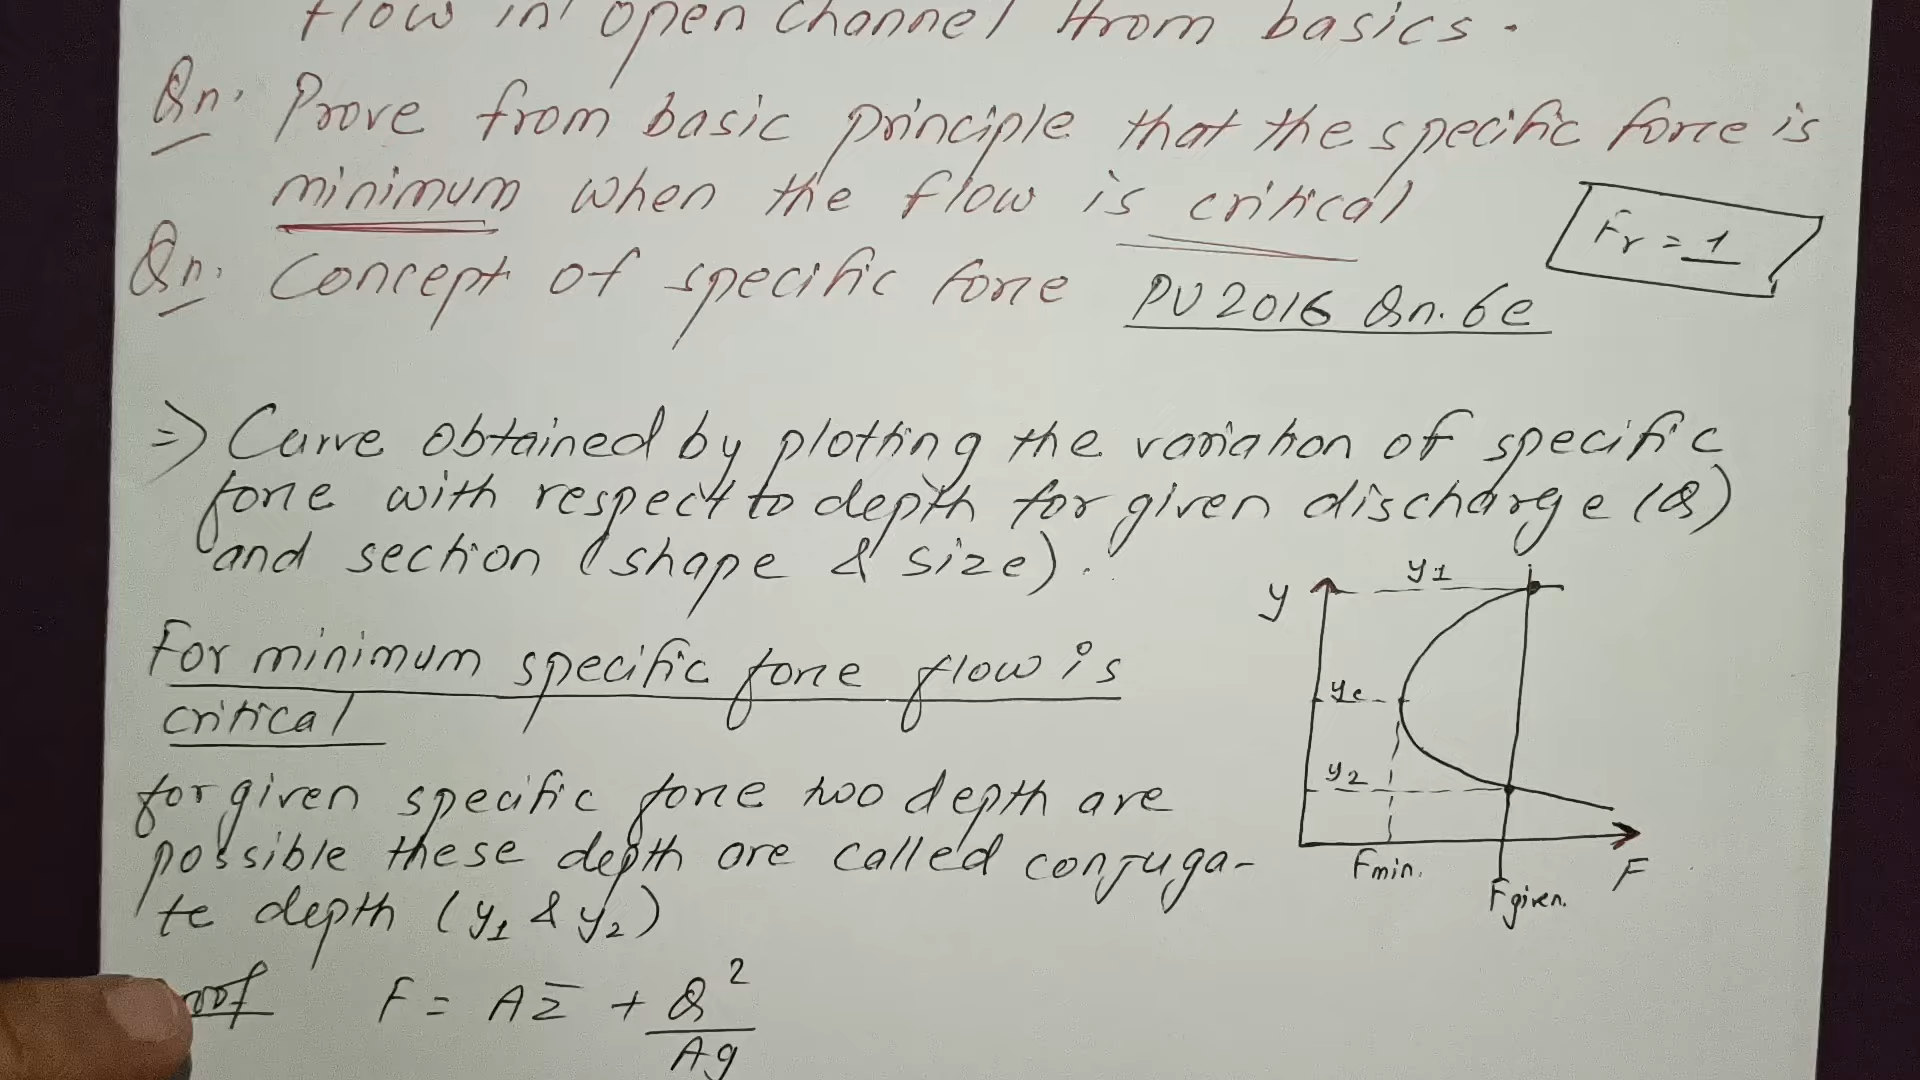 flow in open channel from basics.
Qn. Prove from basic principle that the specific force is
minimum when the flow is critical
Fr = 1
Qn. Concept of specific force PU 2016 Qn. 6e
=> Curve obtained by plotting the variation of specific
force with respect to depth for given discharge (Q)
and section (shape & size).
For minimum specific force flow is
critical
for given specific force two depth are
possible these depth are called conjuga-
te depth (y1 & y2)
y
y1
yc
y2
Fmin.
F given.
F
F = Az̅ + Q²/Ag